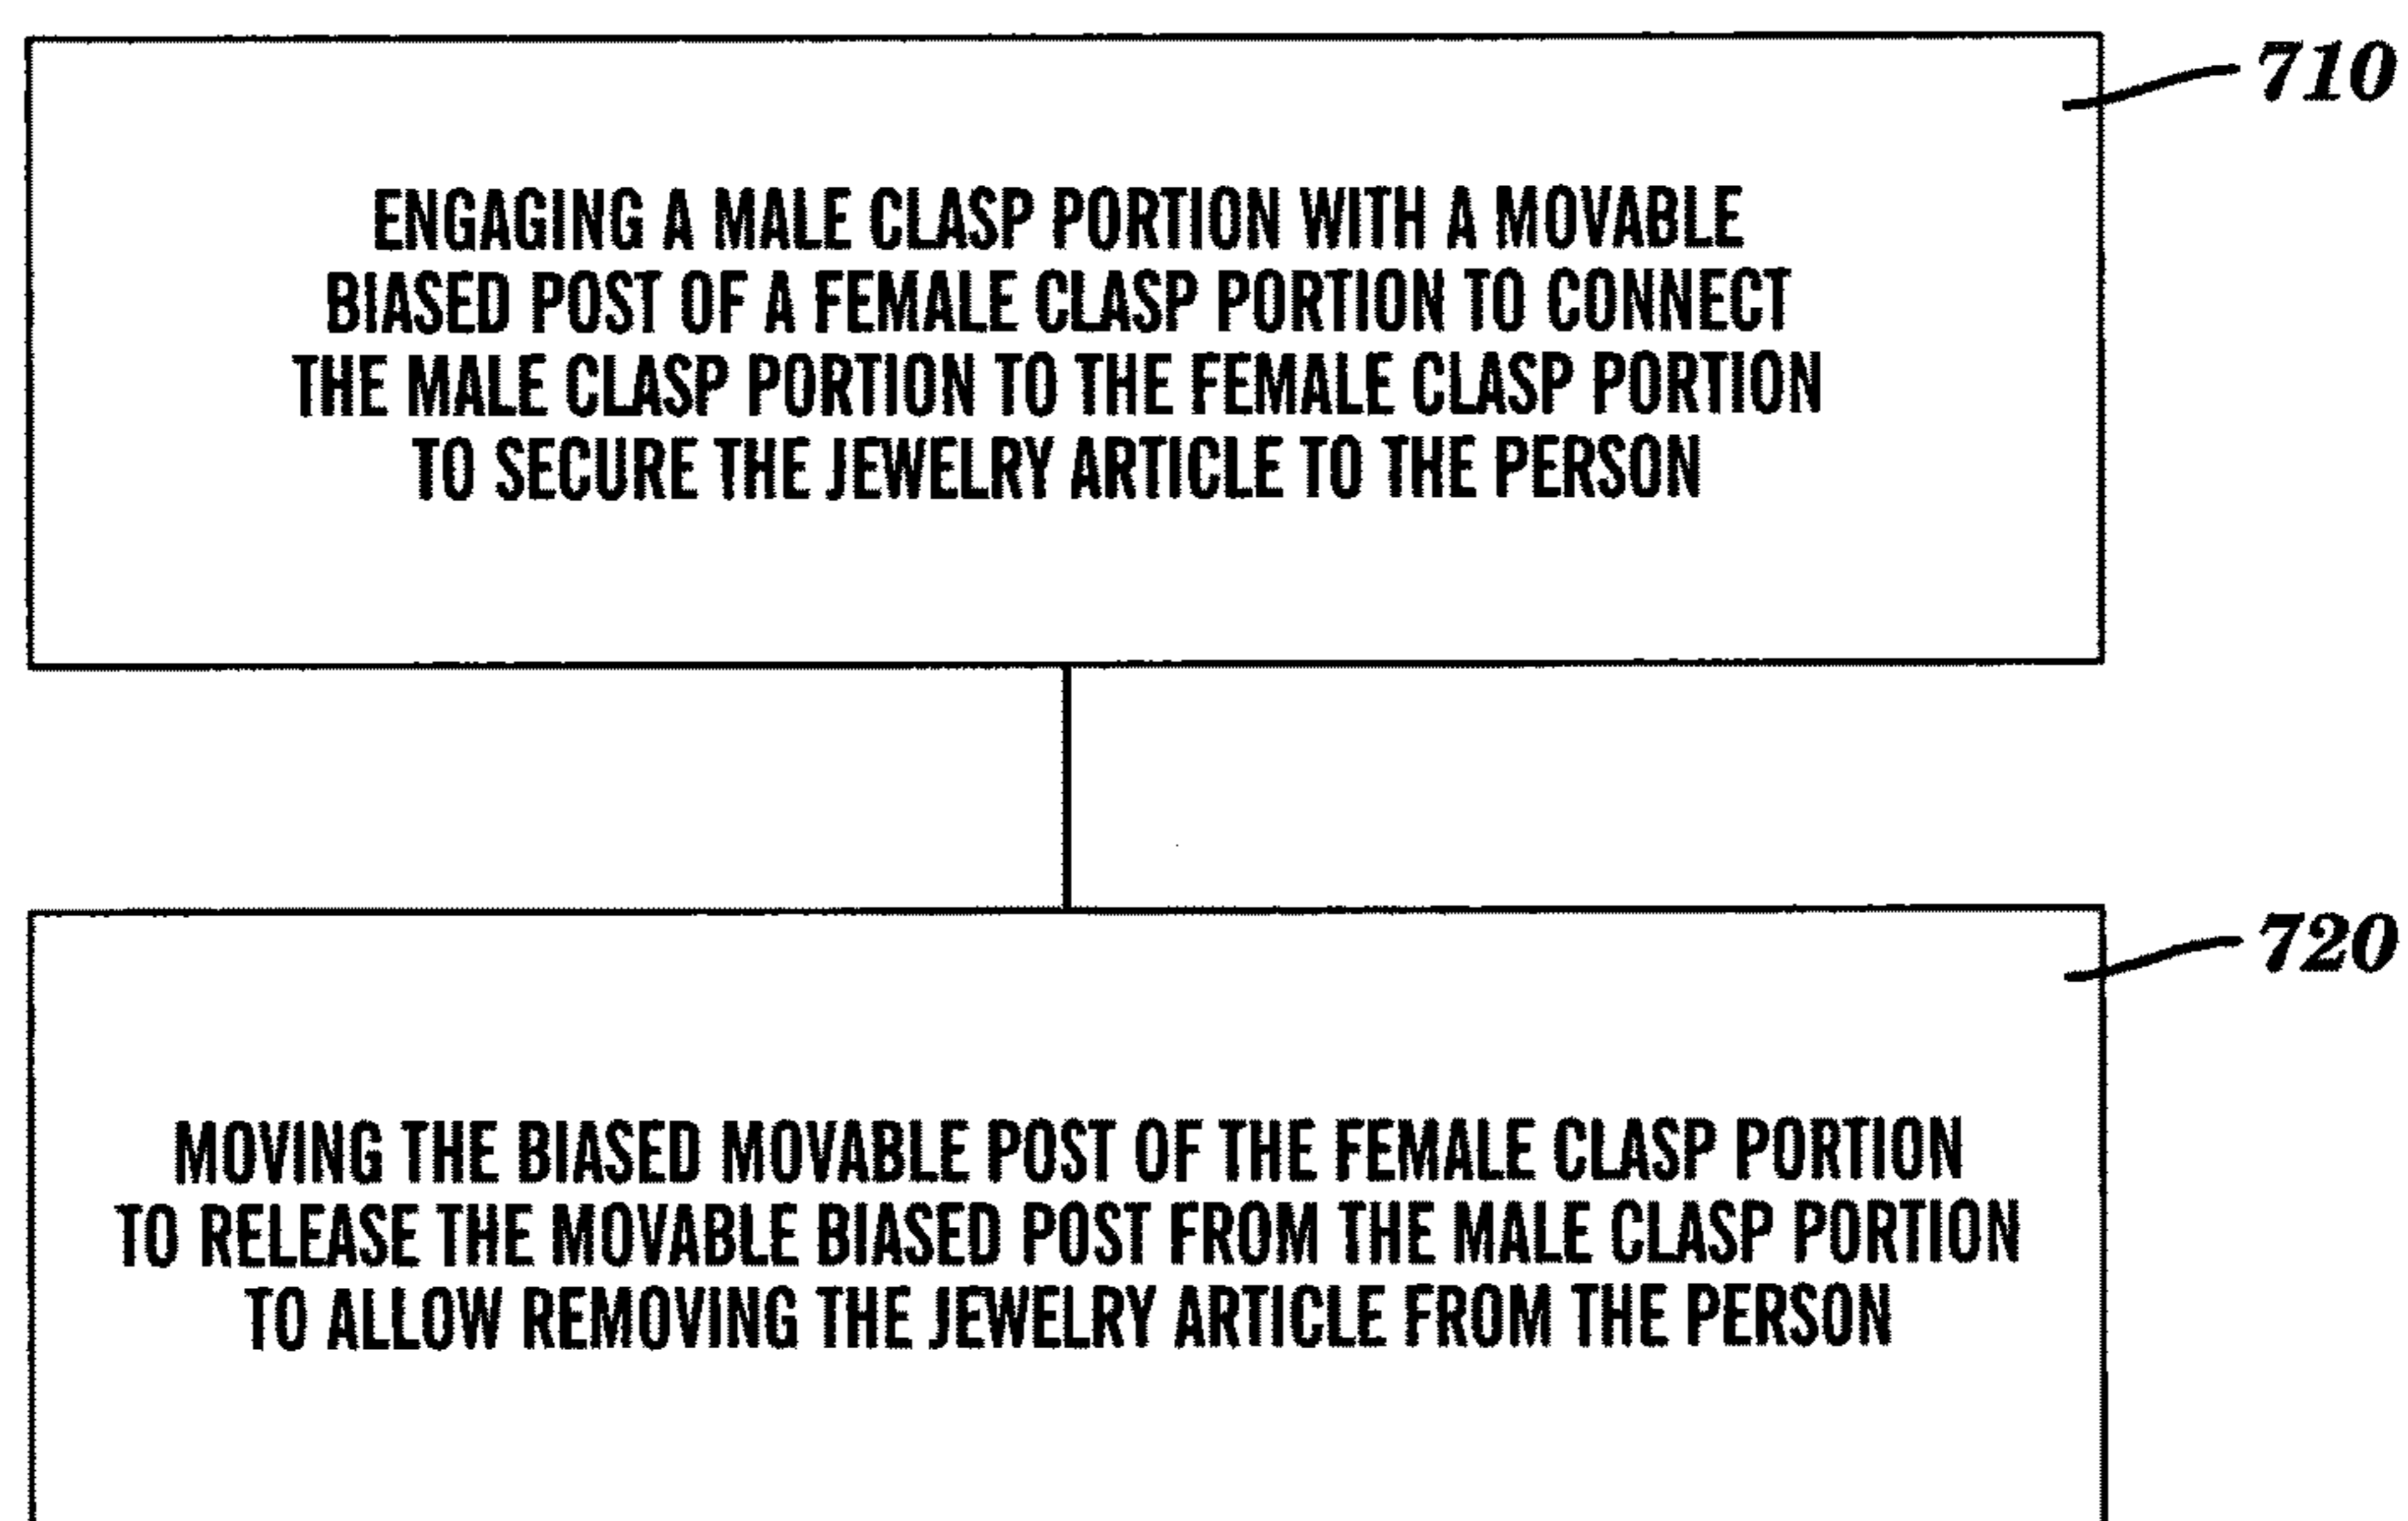 710
ENGAGING A MALE CLASP PORTION WITH A MOVABLE
BIASED POST OF A FEMALE CLASP PORTION TO CONNECT
THE MALE CLASP PORTION TO THE FEMALE CLASP PORTION
TO SECURE THE JEWELRY ARTICLE TO THE PERSON
720
MOVING THE BIASED MOVABLE POST OF THE FEMALE CLASP PORTION
TO RELEASE THE MOVABLE BIASED POST FROM THE MALE CLASP PORTION
TO ALLOW REMOVING THE JEWELRY ARTICLE FROM THE PERSON